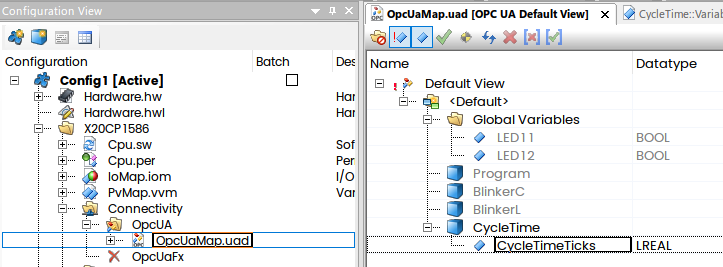 Configuration View
Configuration Batch Des
Config1 [Active]
Hardware.hw Har
Hardware.hwl Har
X20CP1586
Cpu.sw Sof
Cpu.per Peri
IoMap.iom I/O
PvMap.vvm Var
Connectivity
OpcUA
OpcUaMap.uad
OpcUaFx
OpcUaMap.uad [OPC UA Default View] CycleTime::Variab
Name Datatype
Default View
<Default>
Global Variables
LED11 BOOL
LED12 BOOL
Program
BlinkerC
BlinkerL
CycleTime
CycleTimeTicks LREAL